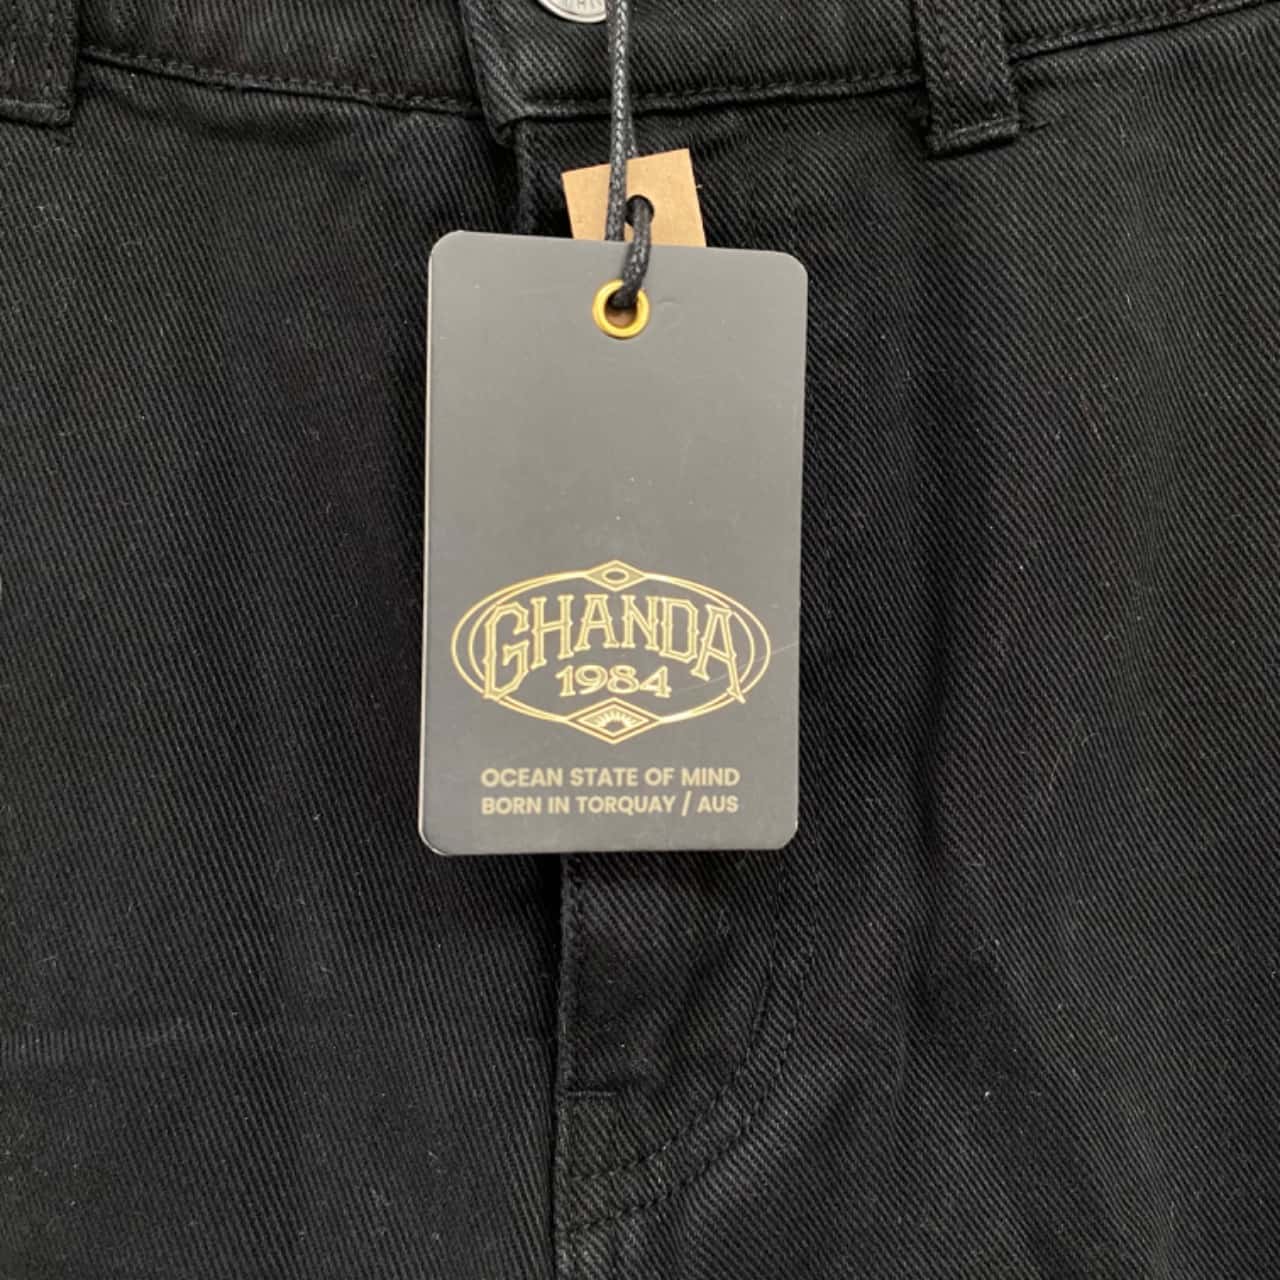 GHANDA
1984
OCEAN STATE OF MIND
BORN IN TORQUAY / AUS